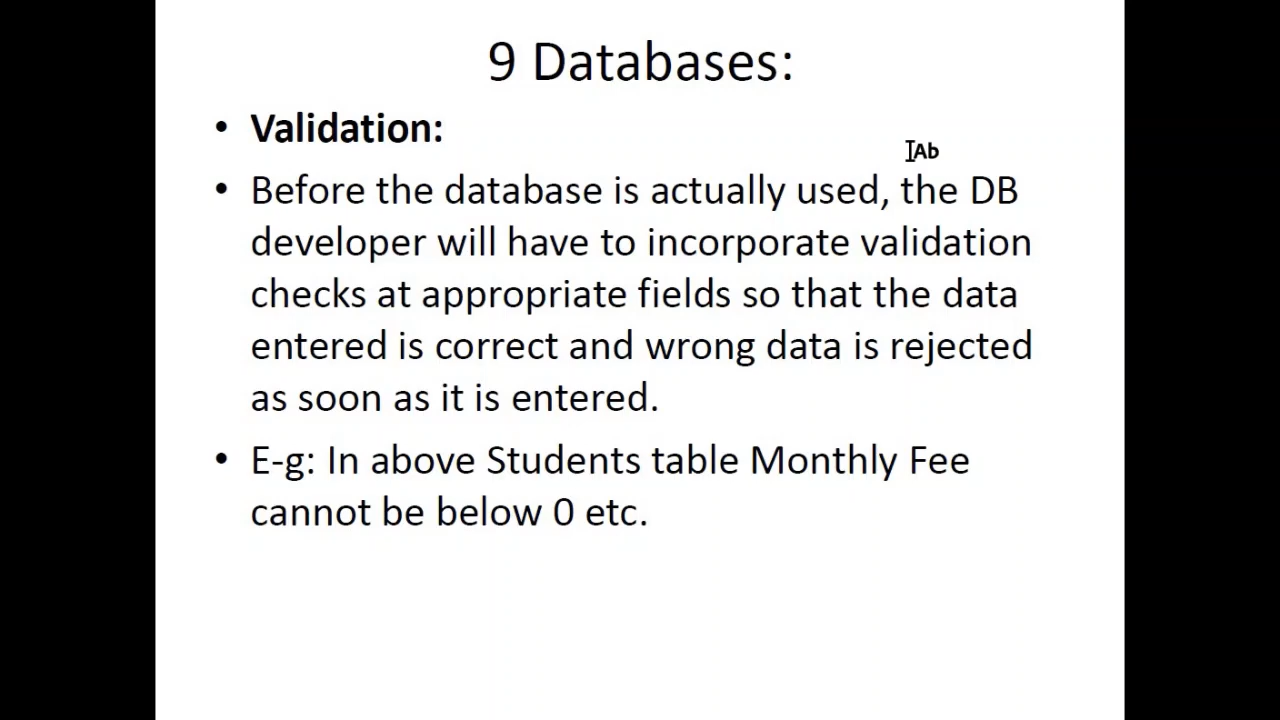 9 Databases:
• Validation:
Ab
• Before the database is actually used, the DB
developer will have to incorporate validation
checks at appropriate fields so that the data
entered is correct and wrong data is rejected
as soon as it is entered.
• E-g: In above Students table Monthly Fee
cannot be below 0 etc.